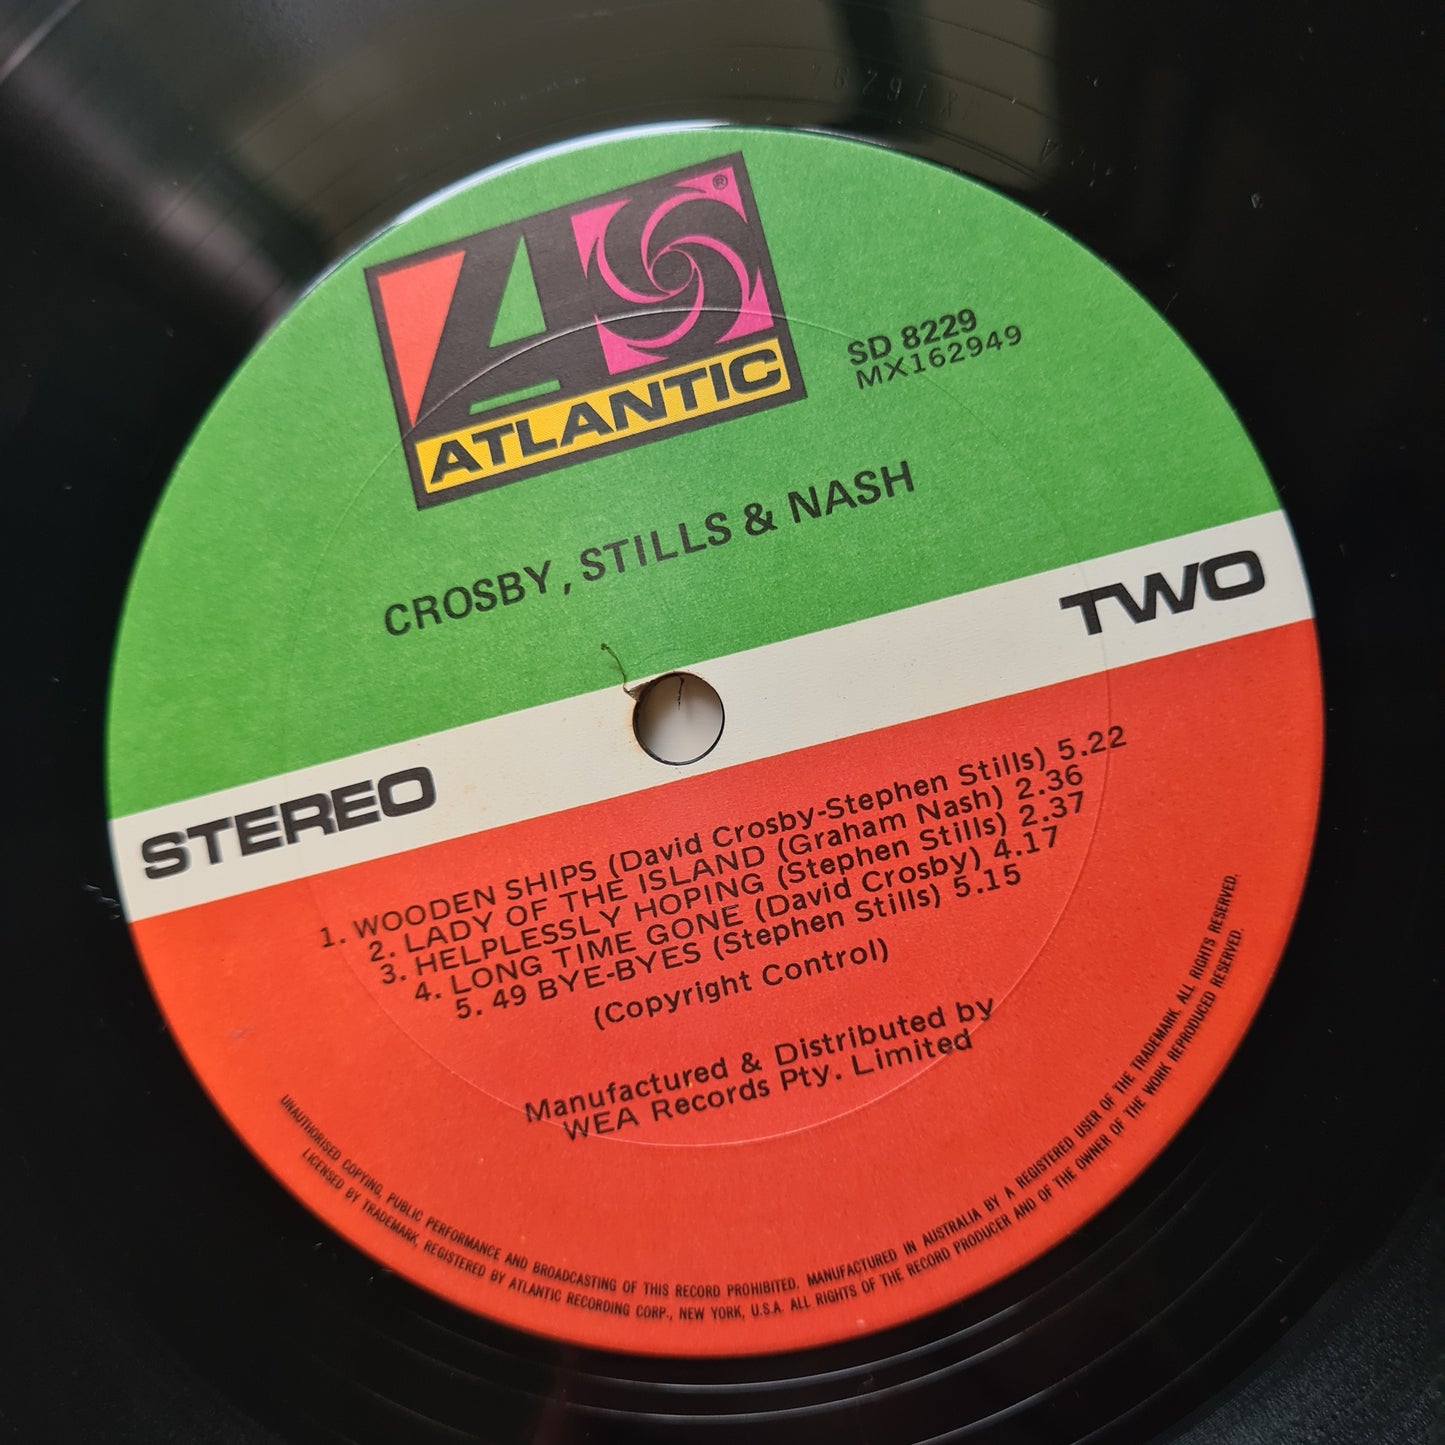 ATLANTIC
®
SD 8229
MX162949
CROSBY, STILLS & NASH
STEREO
TWO
1. WOODEN SHIPS (David Crosby-Stephen Stills) 5.22
2. LADY OF THE ISLAND (Graham Nash) 2.36
3. HELPLESSLY HOPING (Stephen Stills) 2.37
4. LONG TIME GONE (David Crosby) 4.17
5. 49 BYE-BYES (Stephen Stills) 5.15
(Copyright Control)
Manufactured & Distributed by
WEA Records Pty. Limited
UNAUTHORISED COPYING, PUBLIC PERFORMANCE AND BROADCASTING OF THIS RECORD PROHIBITED. MANUFACTURED IN AUSTRALIA BY A REGISTERED USER OF THE TRADEMARK. ALL RIGHTS RESERVED.
LICENSED BY TRADEMARK, REGISTERED BY ATLANTIC RECORDING CORP., NEW YORK, U.S.A. ALL RIGHTS OF THE RECORD PRODUCER AND OF THE OWNER OF THE WORK REPRODUCED RESERVED.